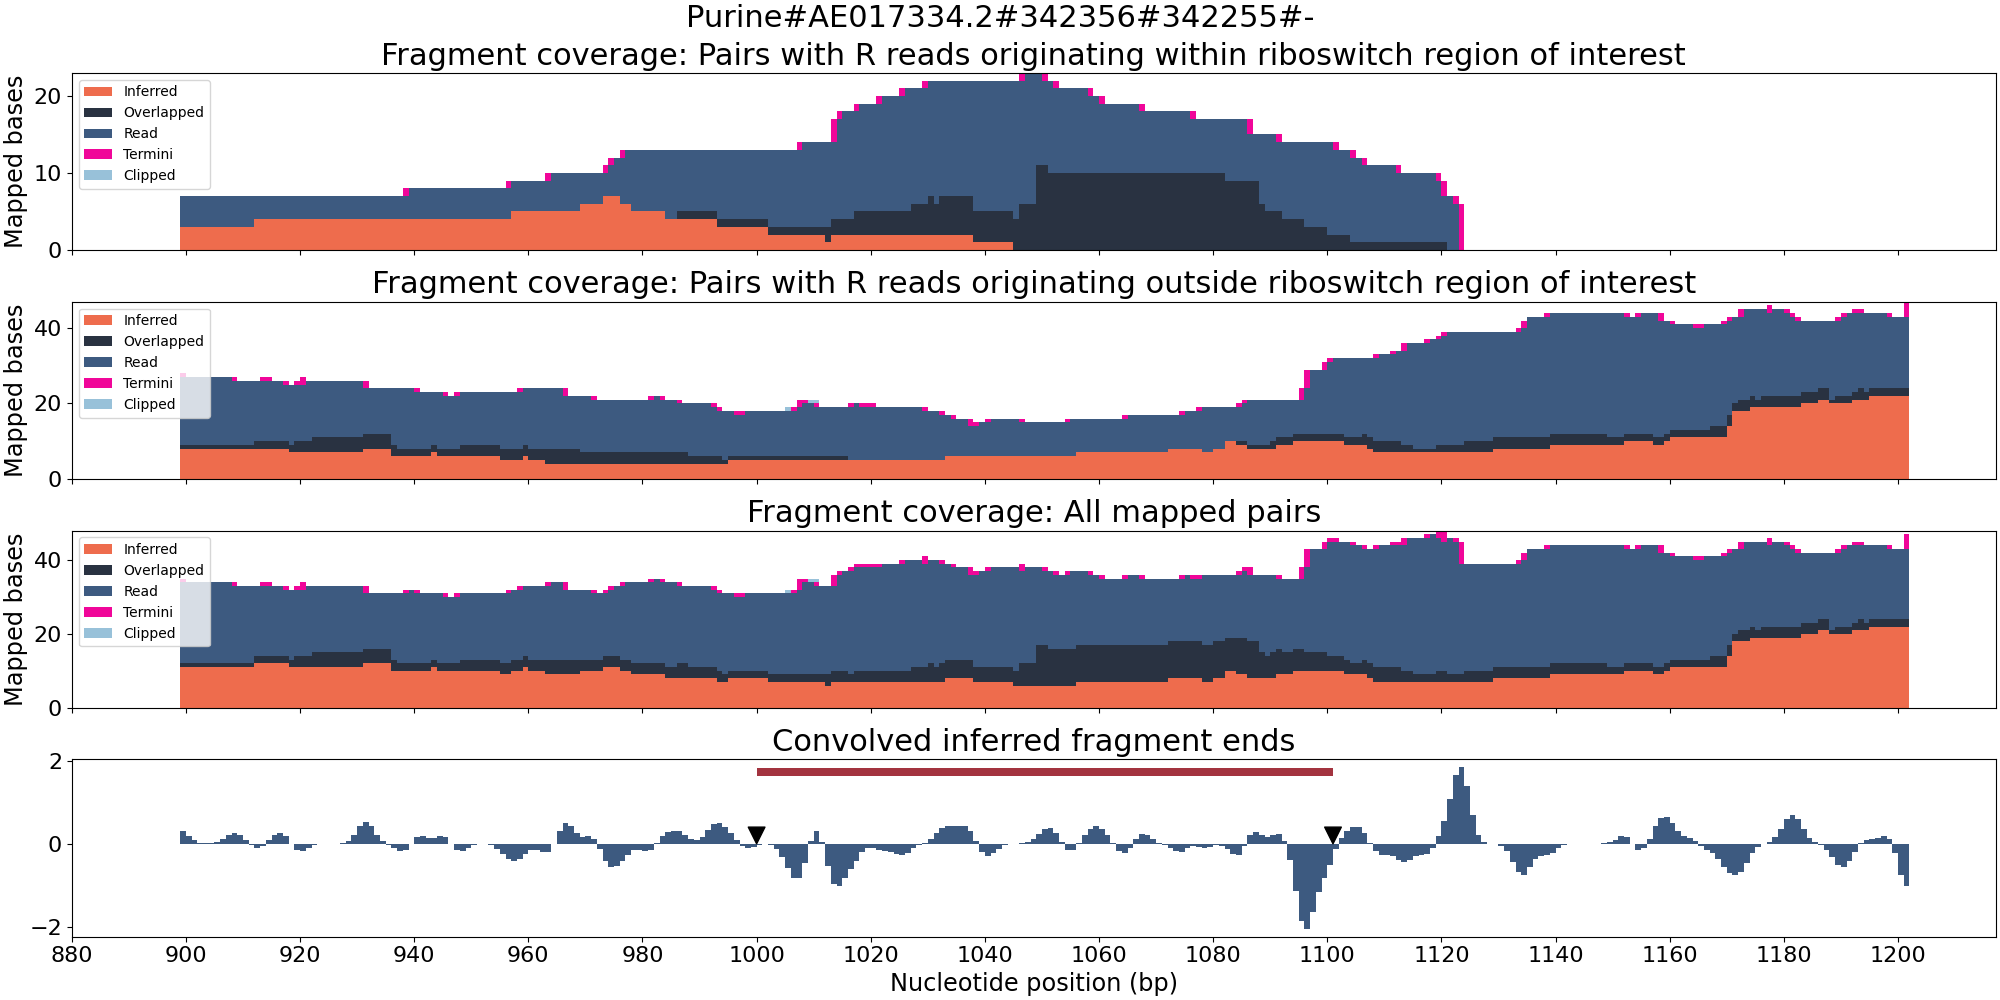 Purine#AE017334.2#342356#342255#-
Fragment coverage: Pairs with R reads originating within riboswitch region of interest
Mapped bases
20
10
0
Inferred
Overlapped
Read
Termini
Clipped
Fragment coverage: Pairs with R reads originating outside riboswitch region of interest
Mapped bases
40
20
0
Inferred
Overlapped
Read
Termini
Clipped
Fragment coverage: All mapped pairs
Mapped bases
40
20
0
Inferred
Overlapped
Read
Termini
Clipped
Convolved inferred fragment ends
2
0
−2
880 900 920 940 960 980 1000 1020 1040 1060 1080 1100 1120 1140 1160 1180 1200
Nucleotide position (bp)